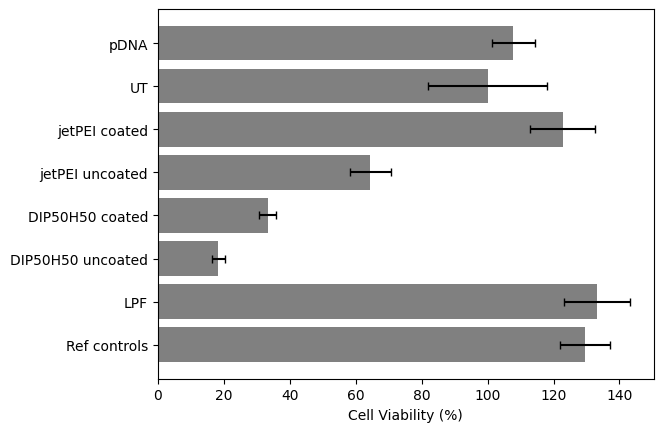 pDNA
UT
jetPEI coated
jetPEI uncoated
DIP50H50 coated
DIP50H50 uncoated
LPF
Ref controls
0 20 40 60 80 100 120 140
Cell Viability (%)